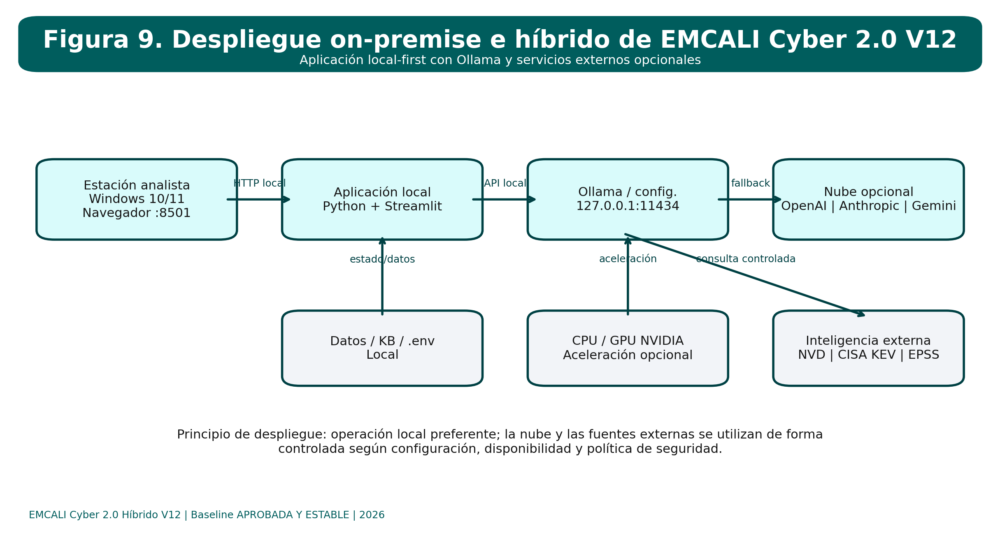 Figura 9. Despliegue on-premise e híbrido de EMCALI Cyber 2.0 V12
Aplicación local-first con Ollama y servicios externos opcionales
Estación analista
Windows 10/11
Navegador :8501
HTTP local
Aplicación local
Python + Streamlit
API local
Ollama / config.
127.0.0.1:11434
fallback
Nube opcional
OpenAI | Anthropic | Gemini
estado/datos
aceleración
consulta controlada
Datos / KB / .env
Local
CPU / GPU NVIDIA
Aceleración opcional
Inteligencia externa
NVD | CISA KEV | EPSS
Principio de despliegue: operación local preferente; la nube y las fuentes externas se utilizan de forma
controlada según configuración, disponibilidad y política de seguridad.
EMCALI Cyber 2.0 Híbrido V12 | Baseline APROBADA Y ESTABLE | 2026